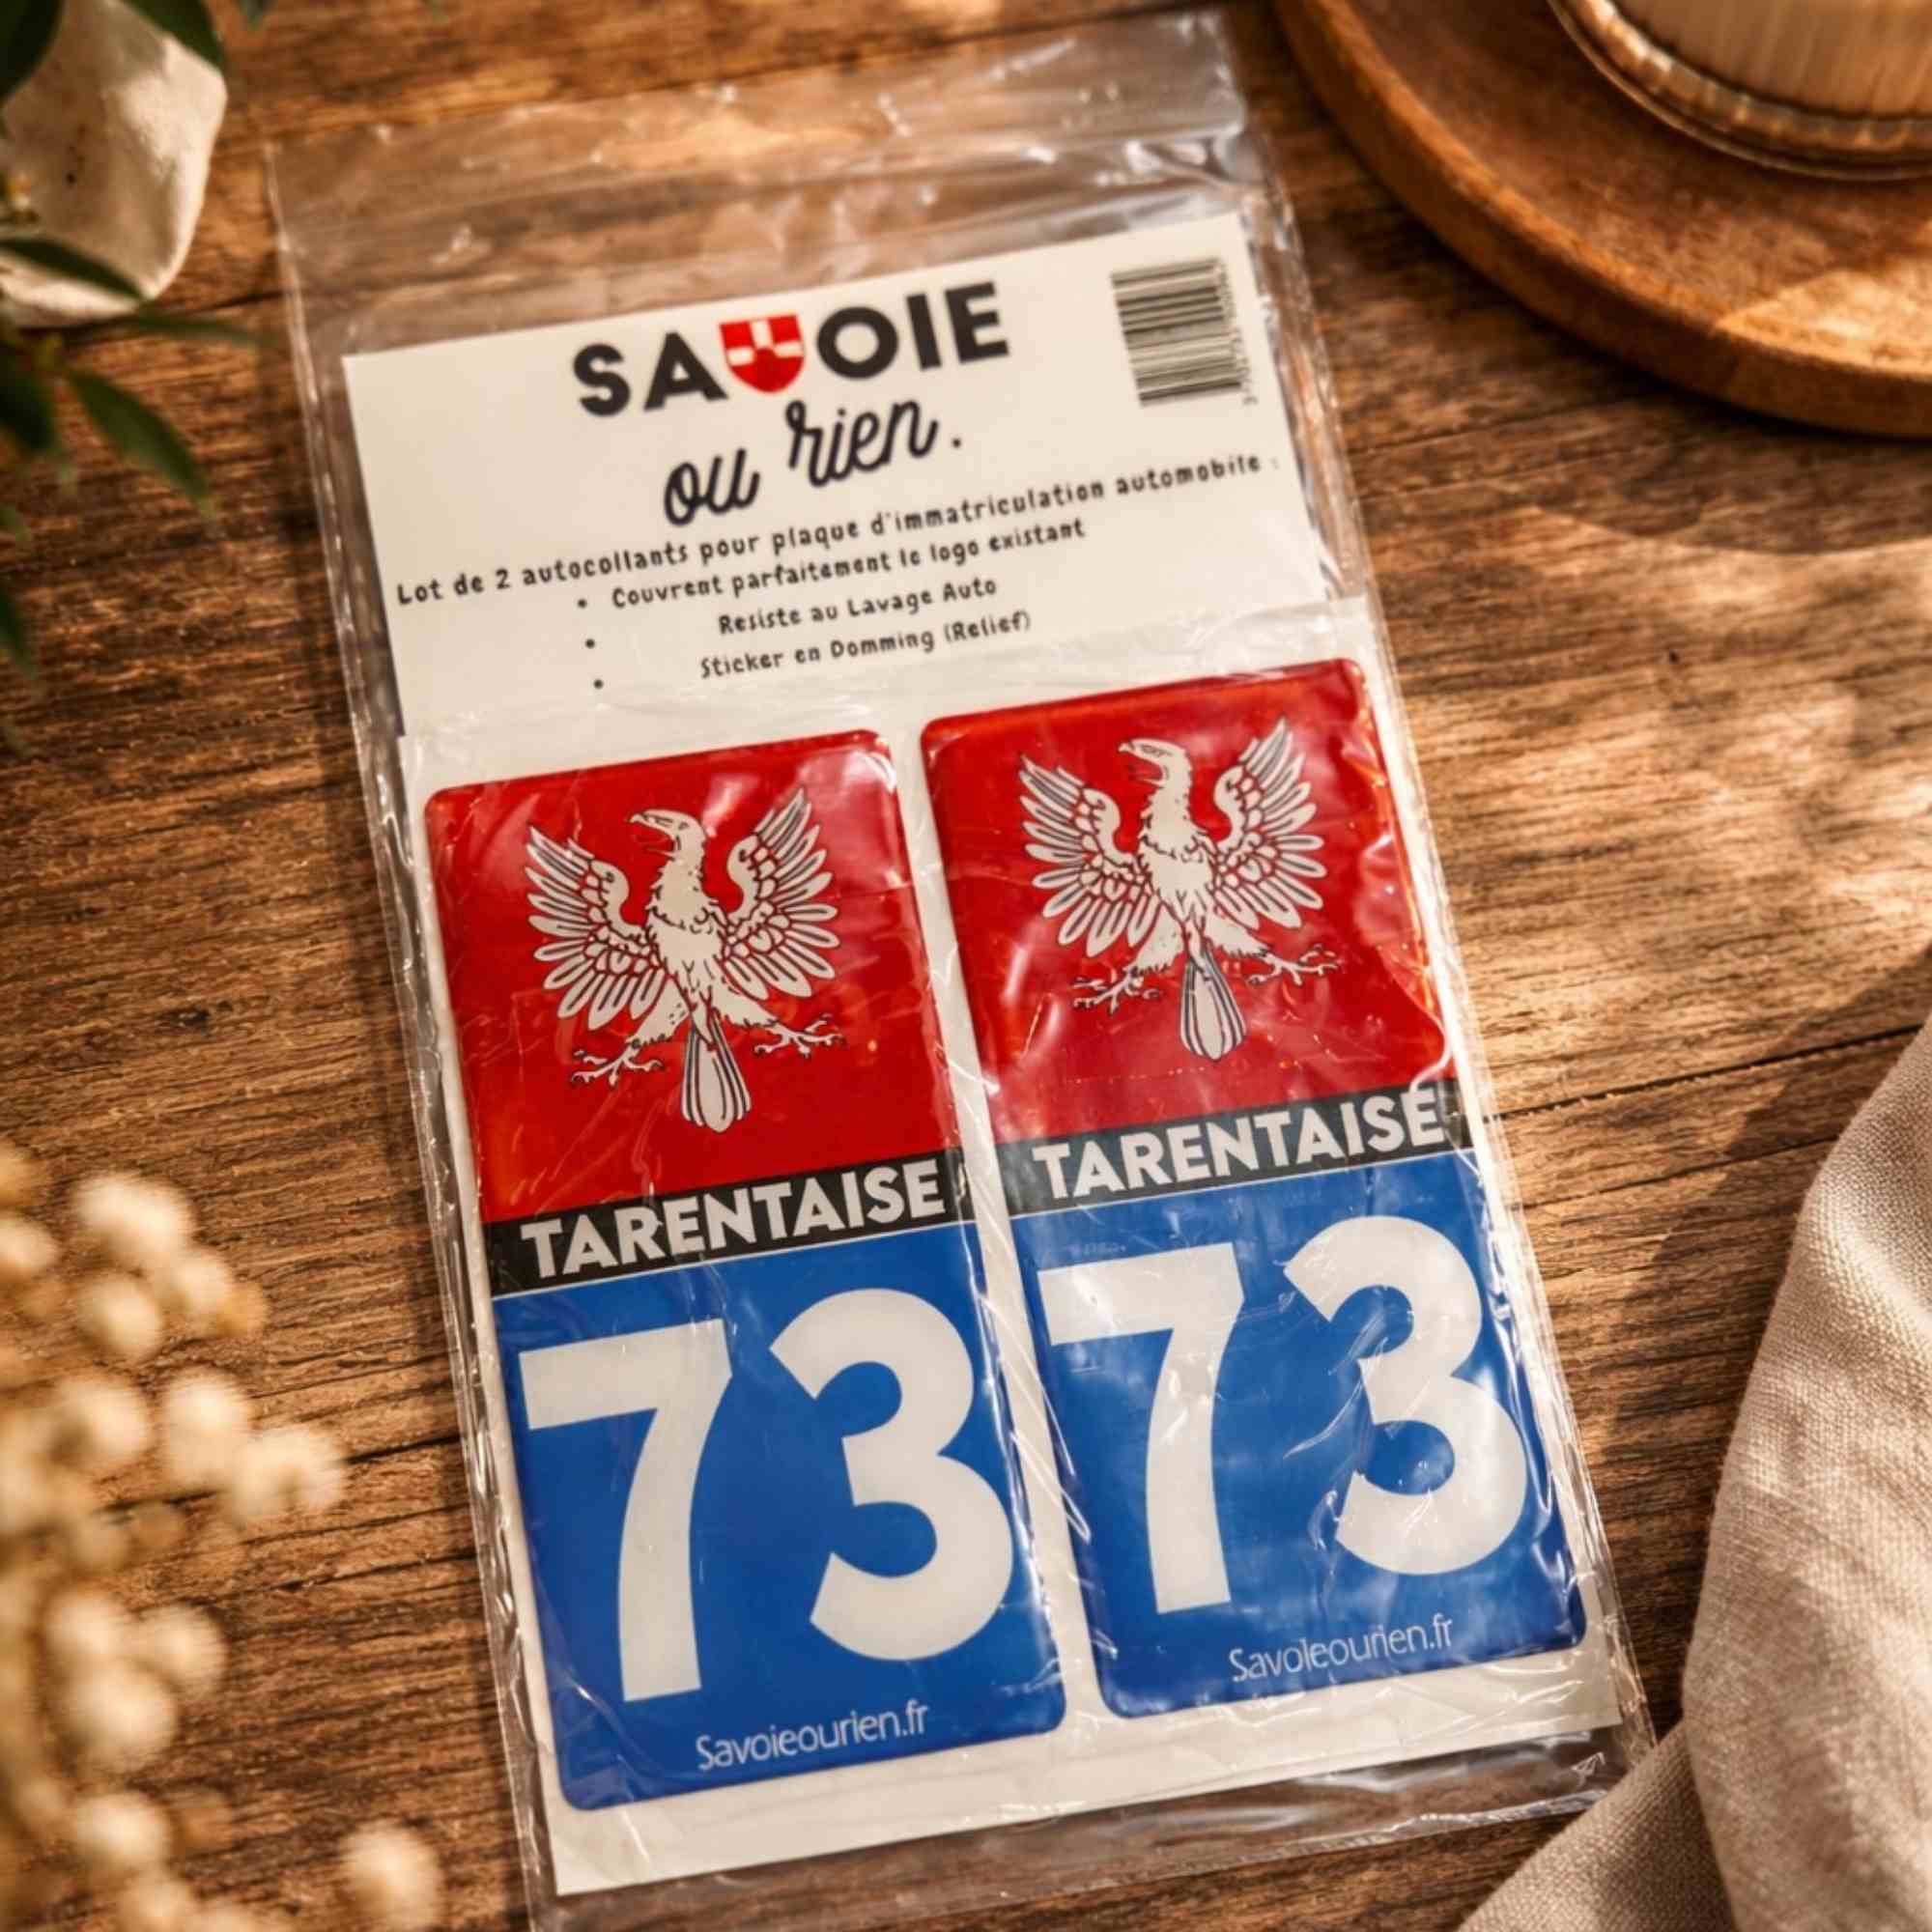 SAVOIE
ou rien.
Lot de 2 autocollants pour plaque d'immatriculation automobile :
• Couvrent parfaitement le logo existant
• Resiste au Lavage Auto
• Sticker en Domming (Relief)
TARENTAISE
73
Savoieourien.fr
TARENTAISE
73
Savoieourien.fr